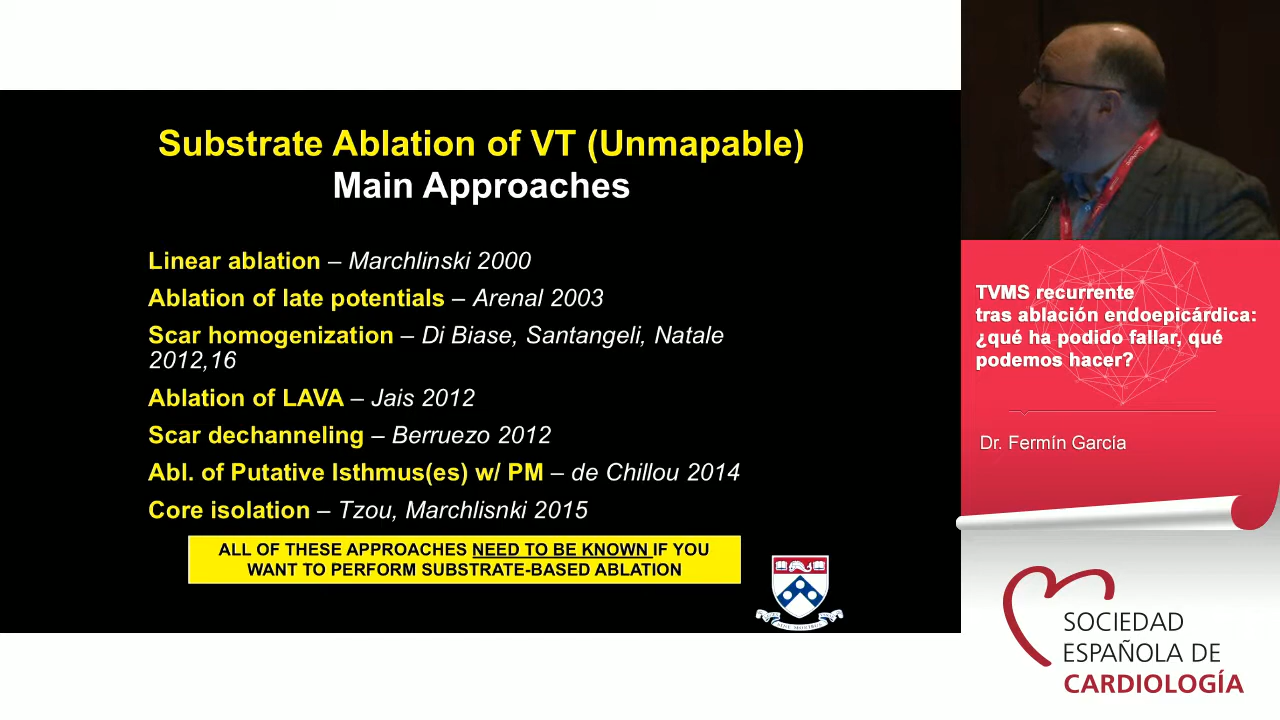 Substrate Ablation of VT (Unmapable)
Main Approaches
Linear ablation – Marchlinski 2000
Ablation of late potentials – Arenal 2003
Scar homogenization – Di Biase, Santangeli, Natale
2012,16
Ablation of LAVA – Jais 2012
Scar dechanneling – Berruezo 2012
Abl. of Putative Isthmus(es) w/ PM – de Chillou 2014
Core isolation – Tzou, Marchlisnki 2015
ALL OF THESE APPROACHES NEED TO BE KNOWN IF YOU
WANT TO PERFORM SUBSTRATE-BASED ABLATION
TVMS recurrente
tras ablación endoepicárdica:
¿qué ha podido fallar, qué
podemos hacer?
Dr. Fermín García
SOCIEDAD
ESPAÑOLA DE
CARDIOLOGÍA